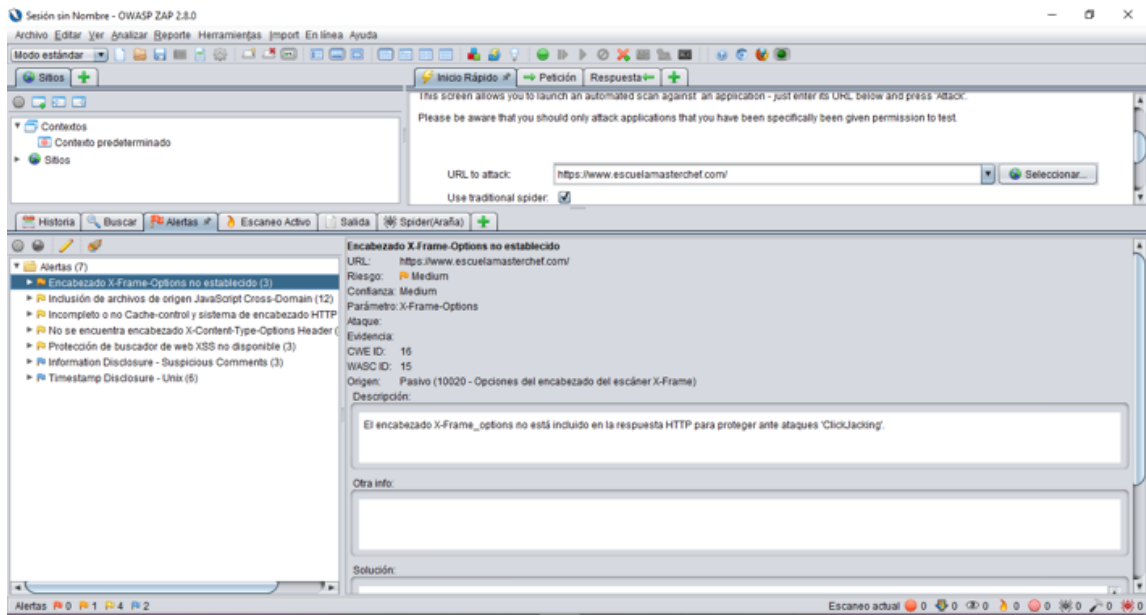 Sesión sin Nombre - OWASP ZAP 2.8.0
Archivo Editar Ver Analizar Reporte Herramientas Import En línea Ayuda
Modo estándar
Sitios
Inicio Rápido
Petición
Respuesta
This screen allows you to launch an automated scan against an application - just enter its URL below and press 'Attack'.
Please be aware that you should only attack applications that you have been specifically been given permission to test.
Contextos
Contexto predeterminado
Sitios
URL to attack: https://www.escuelamasterchef.com/ Seleccionar...
Use traditional spider:
Historia Buscar Alertas Escaneo Activo Salida Spider(Araña)
Alertas (7)
Encabezado X-Frame-Options no establecido (3)
Inclusión de archivos de origen JavaScript Cross-Domain (12)
Incompleto o no Cache-control y sistema de encabezado HTTP
No se encuentra encabezado X-Content-Type-Options Header (
Protección de buscador de web XSS no disponible (3)
Information Disclosure - Suspicious Comments (3)
Timestamp Disclosure - Unix (6)
Encabezado X-Frame-Options no establecido
URL: https://www.escuelamasterchef.com/
Riesgo: Medium
Confianza: Medium
Parámetro: X-Frame-Options
Ataque:
Evidencia:
CWE ID: 16
WASC ID: 15
Origen: Pasivo (10020 - Opciones del encabezado del escáner X-Frame)
Descripción:
El encabezado X-Frame_options no está incluido en la respuesta HTTP para proteger ante ataques 'ClickJacking'.
Otra info:
Solución:
Alertas 0 1 4 2
Escaneo actual 0 0 0 0 0 0 0 0